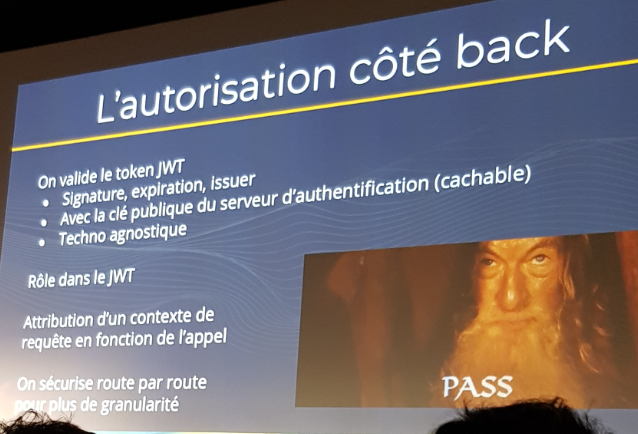 L'autorisation côté back
On valide le token JWT
• Signature, expiration, issuer
• Avec la clé publique du serveur d'authentification (cachable)
• Techno agnostique
Rôle dans le JWT
Attribution d'un contexte de
requête en fonction de l'appel
On sécurise route par route
pour plus de granularité
PASS